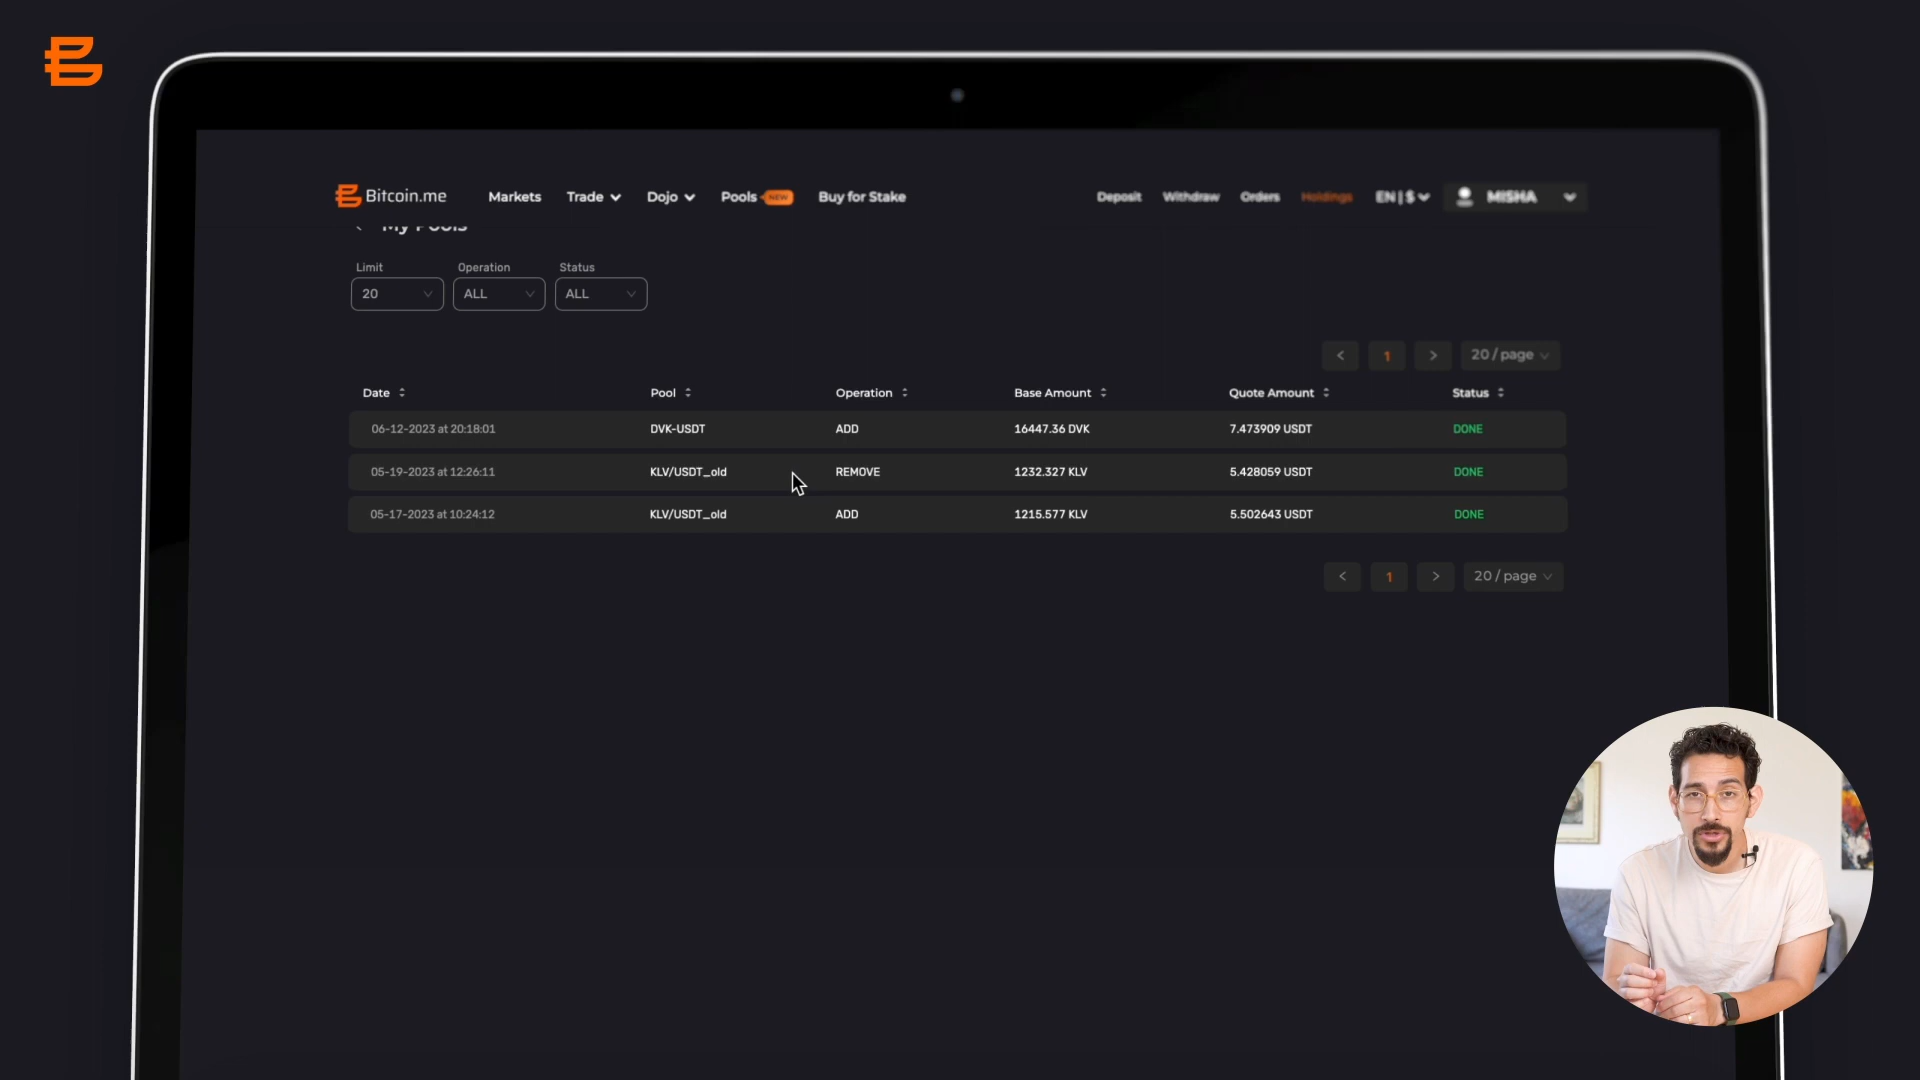 Bitcoin.me Markets Trade Dojo Pools NEW Buy for Stake Deposit Withdraw Orders Holdings EN | $ MISHA
My Pools
Limit Operation Status
20 ALL ALL
< 1 > 20 / page
Date Pool Operation Base Amount Quote Amount Status
06-12-2023 at 20:18:01 DVK-USDT ADD 16447.36 DVK 7.473909 USDT DONE
05-19-2023 at 12:26:11 KLV/USDT_old REMOVE 1232.327 KLV 5.428059 USDT DONE
05-17-2023 at 10:24:12 KLV/USDT_old ADD 1215.577 KLV 5.502643 USDT DONE
< 1 > 20 / page